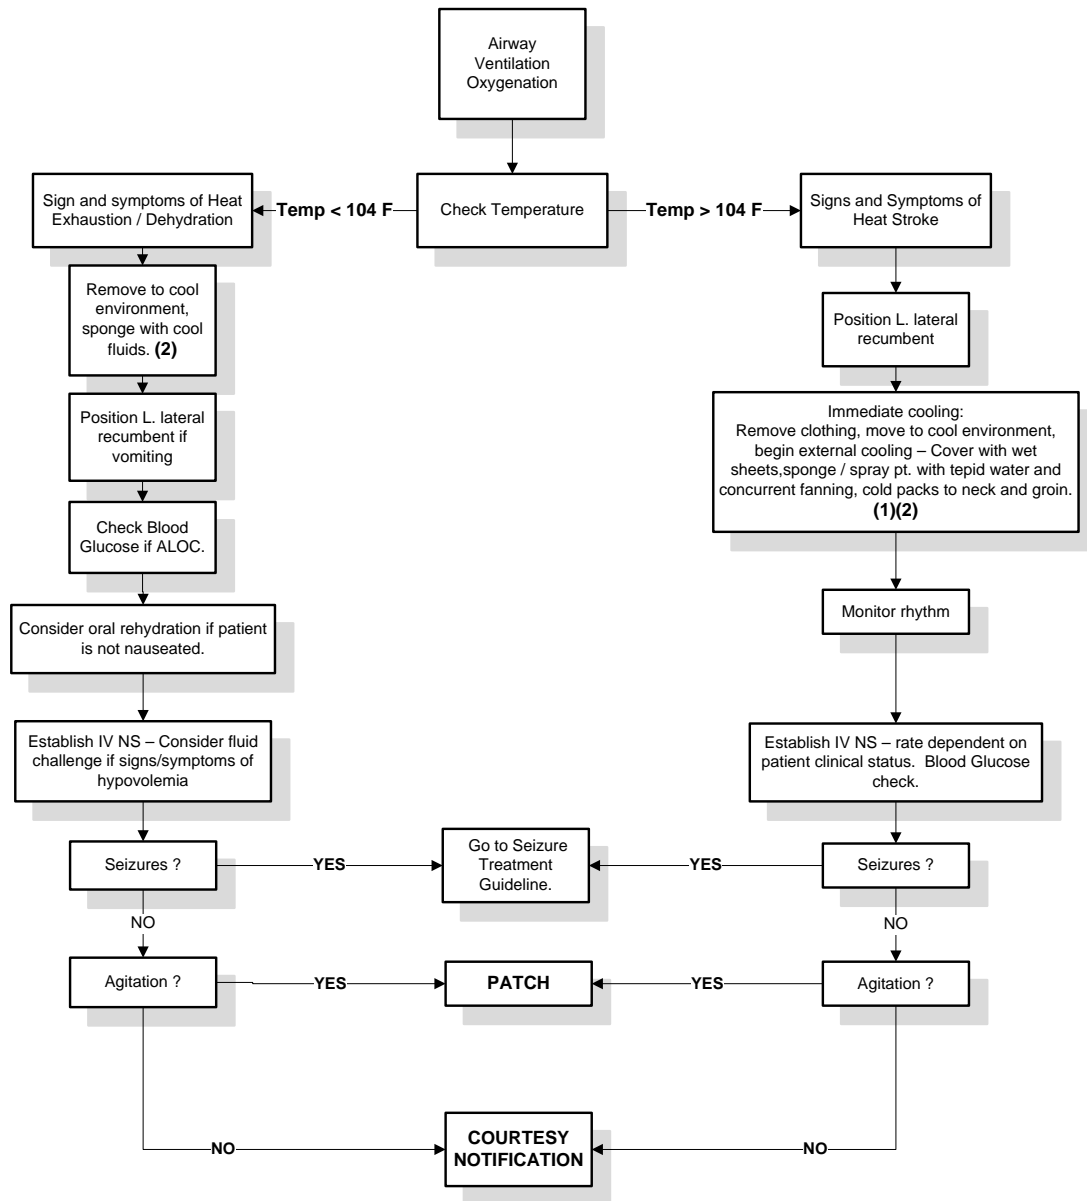 Airway
Ventilation
Oxygenation
Sign and symptoms of Heat
Exhaustion / Dehydration
Temp < 104 F
Check Temperature
Temp > 104 F
Signs and Symptoms of
Heat Stroke
Remove to cool
environment,
sponge with cool
fluids. (2)
Position L. lateral
recumbent
Position L. lateral
recumbent if
vomiting
Immediate cooling:
Remove clothing, move to cool environment,
begin external cooling – Cover with wet
sheets,sponge / spray pt. with tepid water and
concurrent fanning, cold packs to neck and groin.
(1)(2)
Check Blood
Glucose if ALOC.
Consider oral rehydration if patient
is not nauseated.
Monitor rhythm
Establish IV NS – Consider fluid
challenge if signs/symptoms of
hypovolemia
Establish IV NS – rate dependent on
patient clinical status.  Blood Glucose
check.
Seizures ?
YES
Go to Seizure
Treatment
Guideline.
YES
Seizures ?
NO
NO
Agitation ?
YES
PATCH
YES
Agitation ?
NO
COURTESY
NOTIFICATION
NO